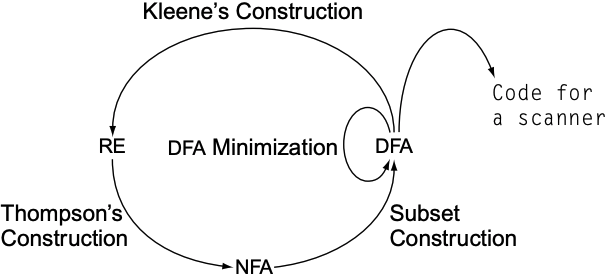 Kleene's Construction
Code for
a scanner
RE
DFA Minimization
DFA
Thompson's
Construction
Subset
Construction
NFA